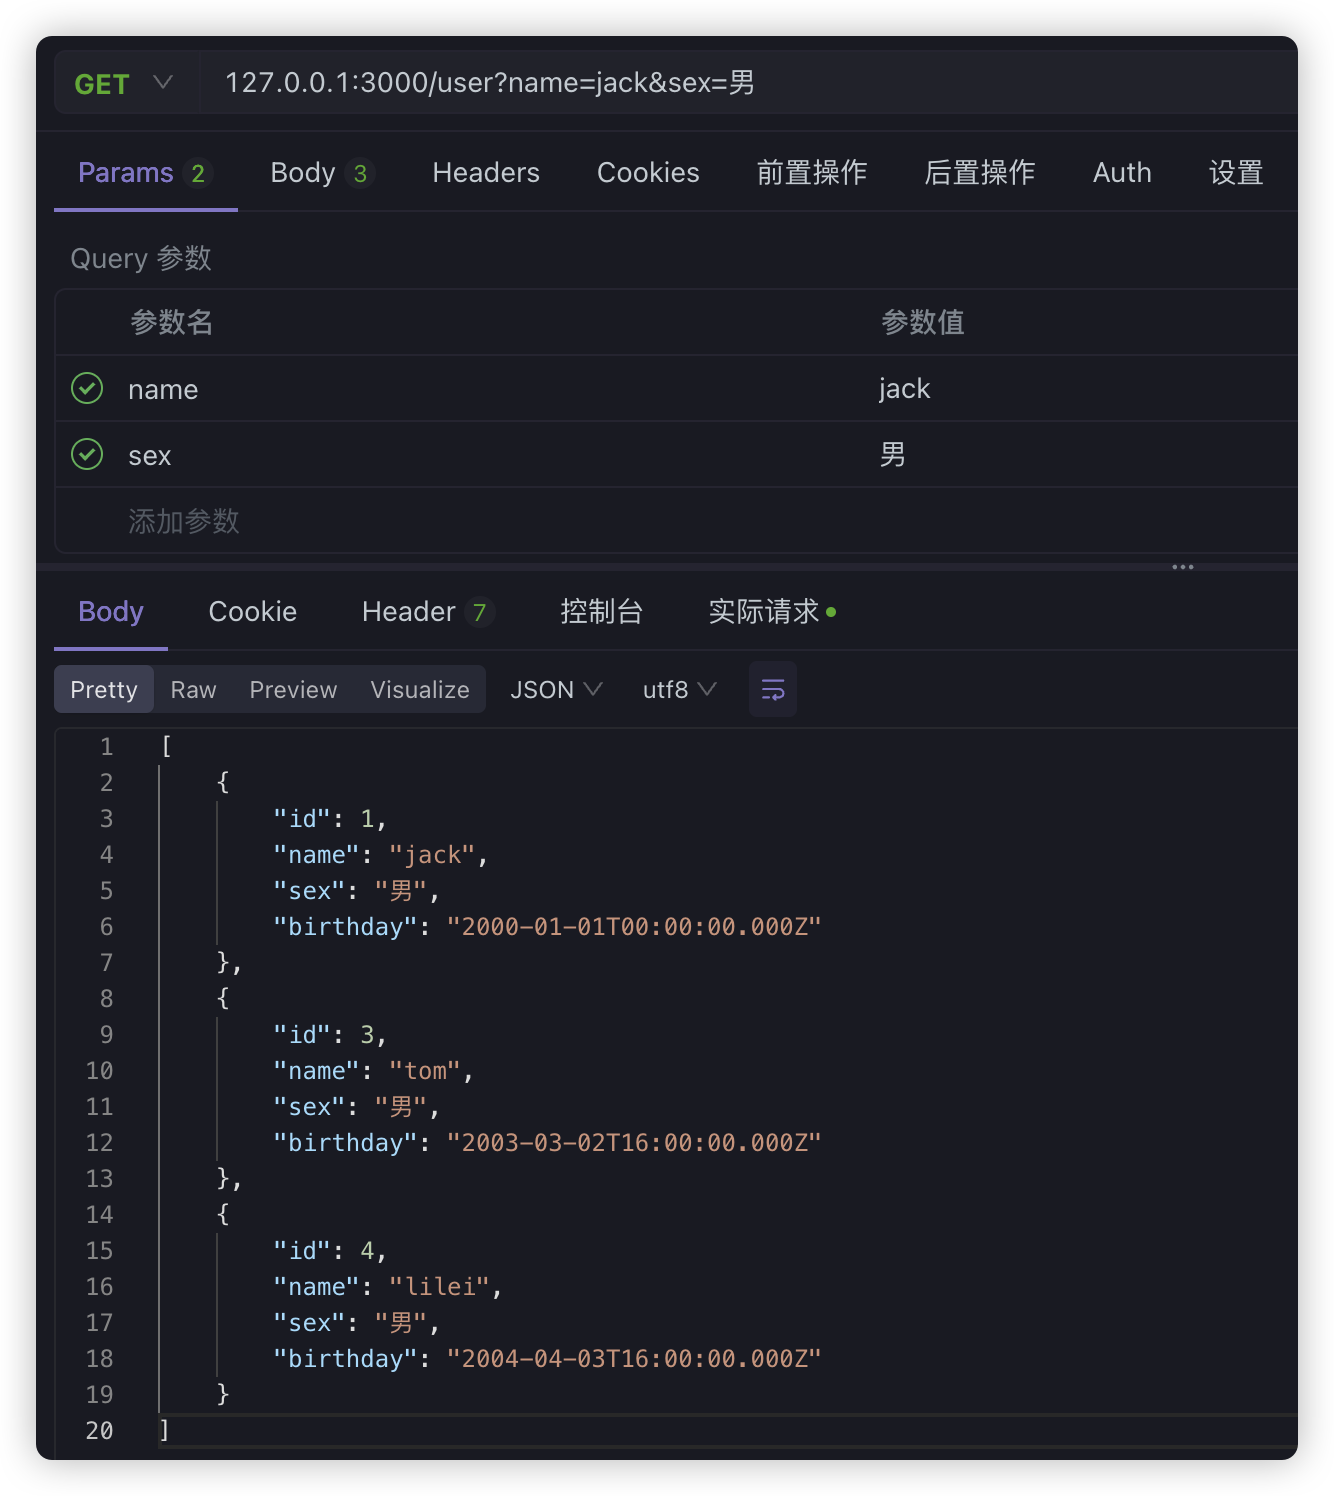 GET 127.0.0.1:3000/user?name=jack&sex=男
Params 2 Body 3 Headers Cookies 前置操作 后置操作 Auth 设置
Query 参数
参数名 参数值
name jack
sex 男
添加参数
Body Cookie Header 7 控制台 实际请求
Pretty Raw Preview Visualize JSON utf8
1 [
2 {
3 "id": 1,
4 "name": "jack",
5 "sex": "男",
6 "birthday": "2000-01-01T00:00:00.000Z"
7 },
8 {
9 "id": 3,
10 "name": "tom",
11 "sex": "男",
12 "birthday": "2003-03-02T16:00:00.000Z"
13 },
14 {
15 "id": 4,
16 "name": "lilei",
17 "sex": "男",
18 "birthday": "2004-04-03T16:00:00.000Z"
19 }
20 ]